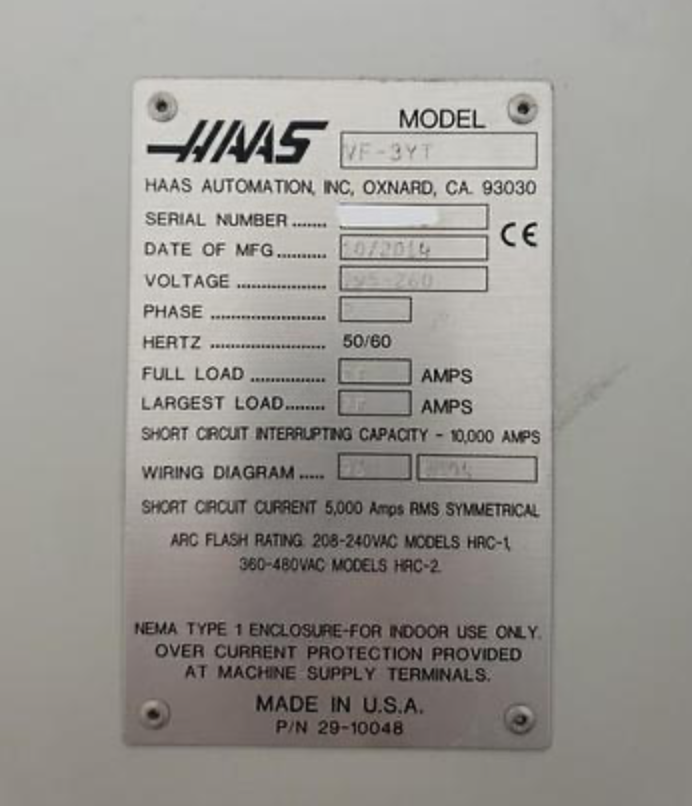 HAAS
MODEL
VF-3YT
HAAS AUTOMATION, INC, OXNARD, CA. 93030
SERIAL NUMBER .......
DATE OF MFG.......... 10/2014
CE
VOLTAGE .................. 195-260
PHASE .......................
HERTZ ....................... 50/60
FULL LOAD ............... AMPS
LARGEST LOAD........ AMPS
SHORT CIRCUIT INTERRUPTING CAPACITY - 10,000 AMPS
WIRING DIAGRAM .....
SHORT CIRCUIT CURRENT 5,000 Amps RMS SYMMETRICAL
ARC FLASH RATING: 208-240VAC MODELS HRC-1,
360-480VAC MODELS HRC-2.
NEMA TYPE 1 ENCLOSURE-FOR INDOOR USE ONLY.
OVER CURRENT PROTECTION PROVIDED
AT MACHINE SUPPLY TERMINALS.
MADE IN U.S.A.
P/N 29-10048